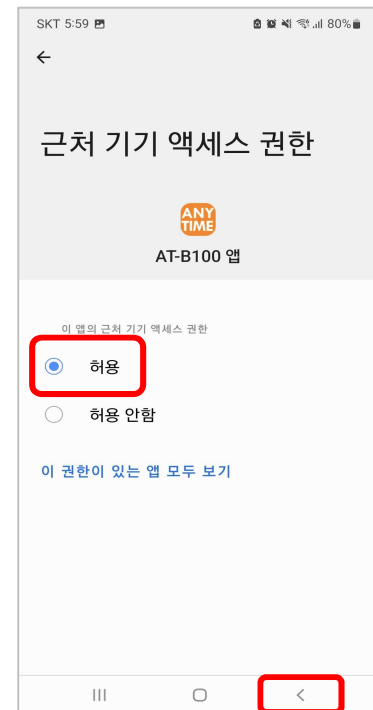 SKT 5:59 80%
근처 기기 액세스 권한
ANY
TIME
AT-B100 앱
이 앱의 근처 기기 액세스 권한
허용
허용 안함
이 권한이 있는 앱 모두 보기